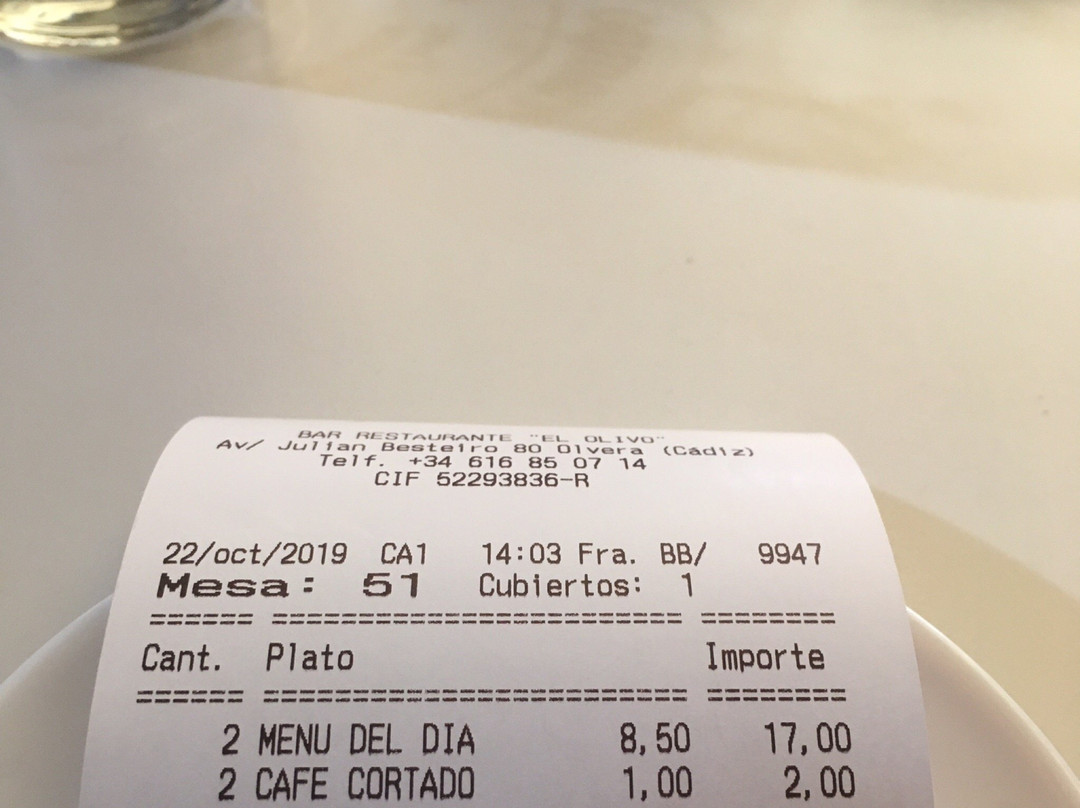 BAR RESTAURANTE "EL OLIVO"
Av/ Julian Besteiro 80 Olvera (Cádiz)
Telf. +34 616 85 07 14
CIF 52293836-R
22/oct/2019 CA1 14:03 Fra. BB/ 9947
Mesa: 51 Cubiertos: 1
====== ======================== ========
Cant. Plato Importe
====== ======================== ========
2 MENU DEL DIA 8,50 17,00
2 CAFE CORTADO 1,00 2,00